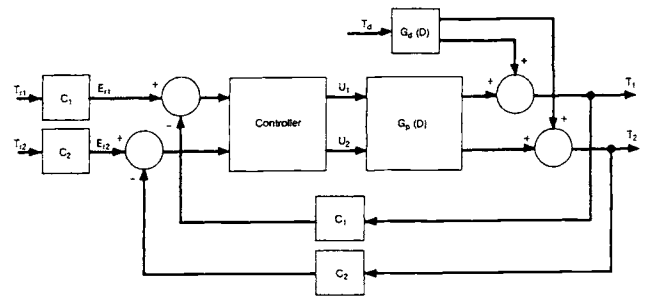 T_d
G_d (D)
T_r1
C_1
E_r1
+
-
Controller
U_1
U_2
G_p (D)
+
+
+
+
T_1
T_2
T_r2
C_2
E_r2
+
-
C_1
C_2